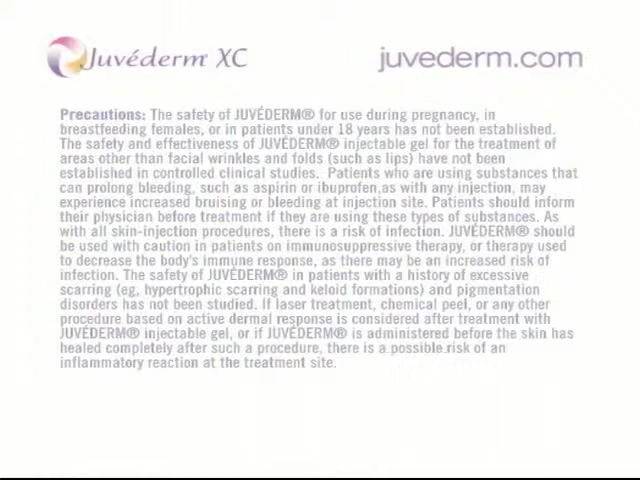 Juvéderm® XC
juvederm.com
Precautions: The safety of JUVÉDERM® for use during pregnancy, in
breastfeeding females, or in patients under 18 years has not been established.
The safety and effectiveness of JUVÉDERM® injectable gel for the treatment of
areas other than facial wrinkles and folds (such as lips) have not been
established in controlled clinical studies. Patients who are using substances that
can prolong bleeding, such as aspirin or ibuprofen,as with any injection, may
experience increased bruising or bleeding at injection site. Patients should inform
their physician before treatment if they are using these types of substances. As
with all skin-injection procedures, there is a risk of infection. JUVÉDERM® should
be used with caution in patients on immunosuppressive therapy, or therapy used
to decrease the body's immune response, as there may be an increased risk of
infection. The safety of JUVÉDERM® in patients with a history of excessive
scarring (eg, hypertrophic scarring and keloid formations) and pigmentation
disorders has not been studied. If laser treatment, chemical peel, or any other
procedure based on active dermal response is considered after treatment with
JUVÉDERM® injectable gel, or if JUVÉDERM® is administered before the skin has
healed completely after such a procedure, there is a possible risk of an
inflammatory reaction at the treatment site.